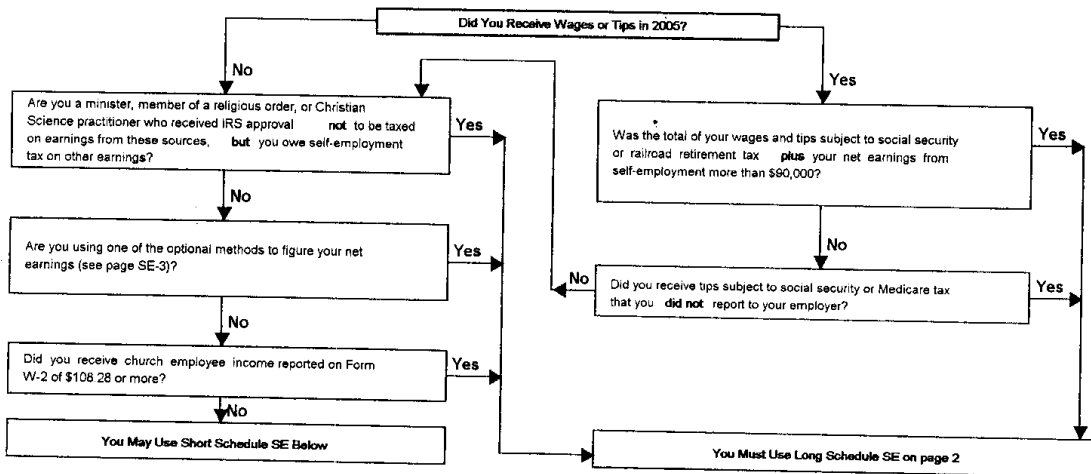 Did You Receive Wages or Tips in 2005?
No
Yes
Are you a minister, member of a religious order, or Christian
Science practitioner who received IRS approval not to be taxed
on earnings from these sources, but you owe self-employment
tax on other earnings?
Yes
Was the total of your wages and tips subject to social security
or railroad retirement tax plus your net earnings from
self-employment more than $90,000?
Yes
No
No
Are you using one of the optional methods to figure your net
earnings (see page SE-3)?
Yes
No
Did you receive tips subject to social security or Medicare tax
that you did not report to your employer?
Yes
No
Did you receive church employee income reported on Form
W-2 of $108.28 or more?
Yes
No
You May Use Short Schedule SE Below
You Must Use Long Schedule SE on page 2